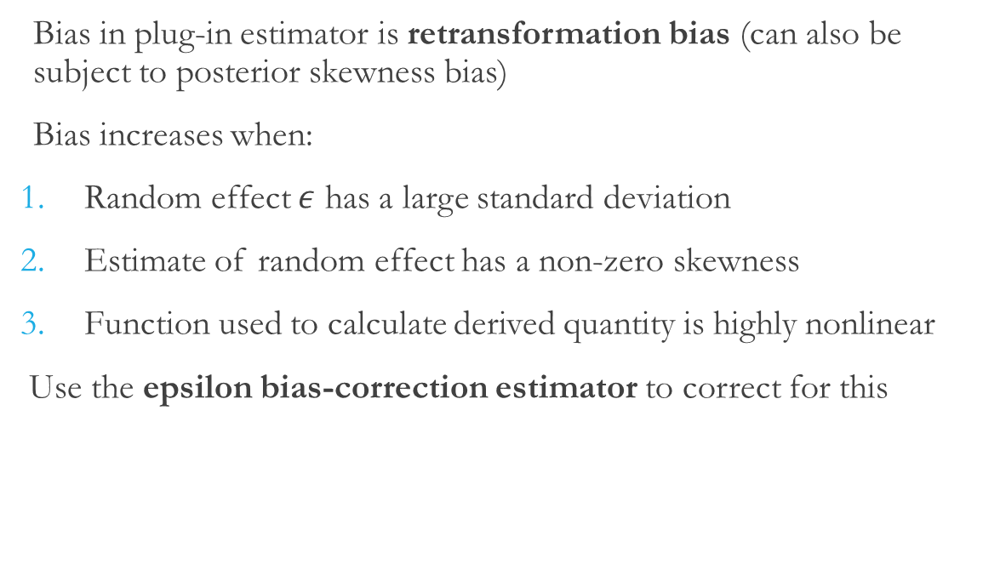 Bias in plug-in estimator is retransformation bias (can also be
subject to posterior skewness bias)
Bias increases when:
1. Random effect ϵ has a large standard deviation
2. Estimate of random effect has a non-zero skewness
3. Function used to calculate derived quantity is highly nonlinear
Use the epsilon bias-correction estimator to correct for this